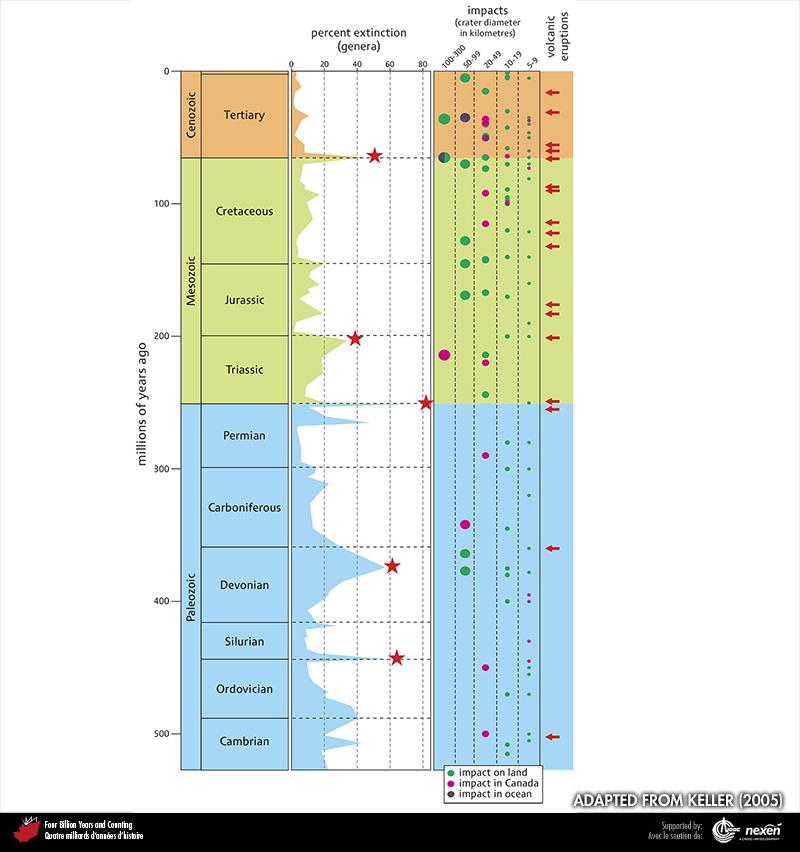 impacts
(crater diameter
in kilometres)
percent extinction
(genera)
volcanic
eruptions
100-300
50-99
20-49
10-19
5-9
0
20
40
60
80
0
100
200
300
400
500
millions of years ago
Cenozoic
Mesozoic
Paleozoic
Tertiary
Cretaceous
Jurassic
Triassic
Permian
Carboniferous
Devonian
Silurian
Ordovician
Cambrian
impact on land
impact in Canada
impact in ocean
ADAPTED FROM KELLER (2005)
Four Billion Years and Counting
Quatre milliards d'années d'histoire
Supported by:
Avec le soutien de:
nexen
A CNOOC LIMITED COMPANY